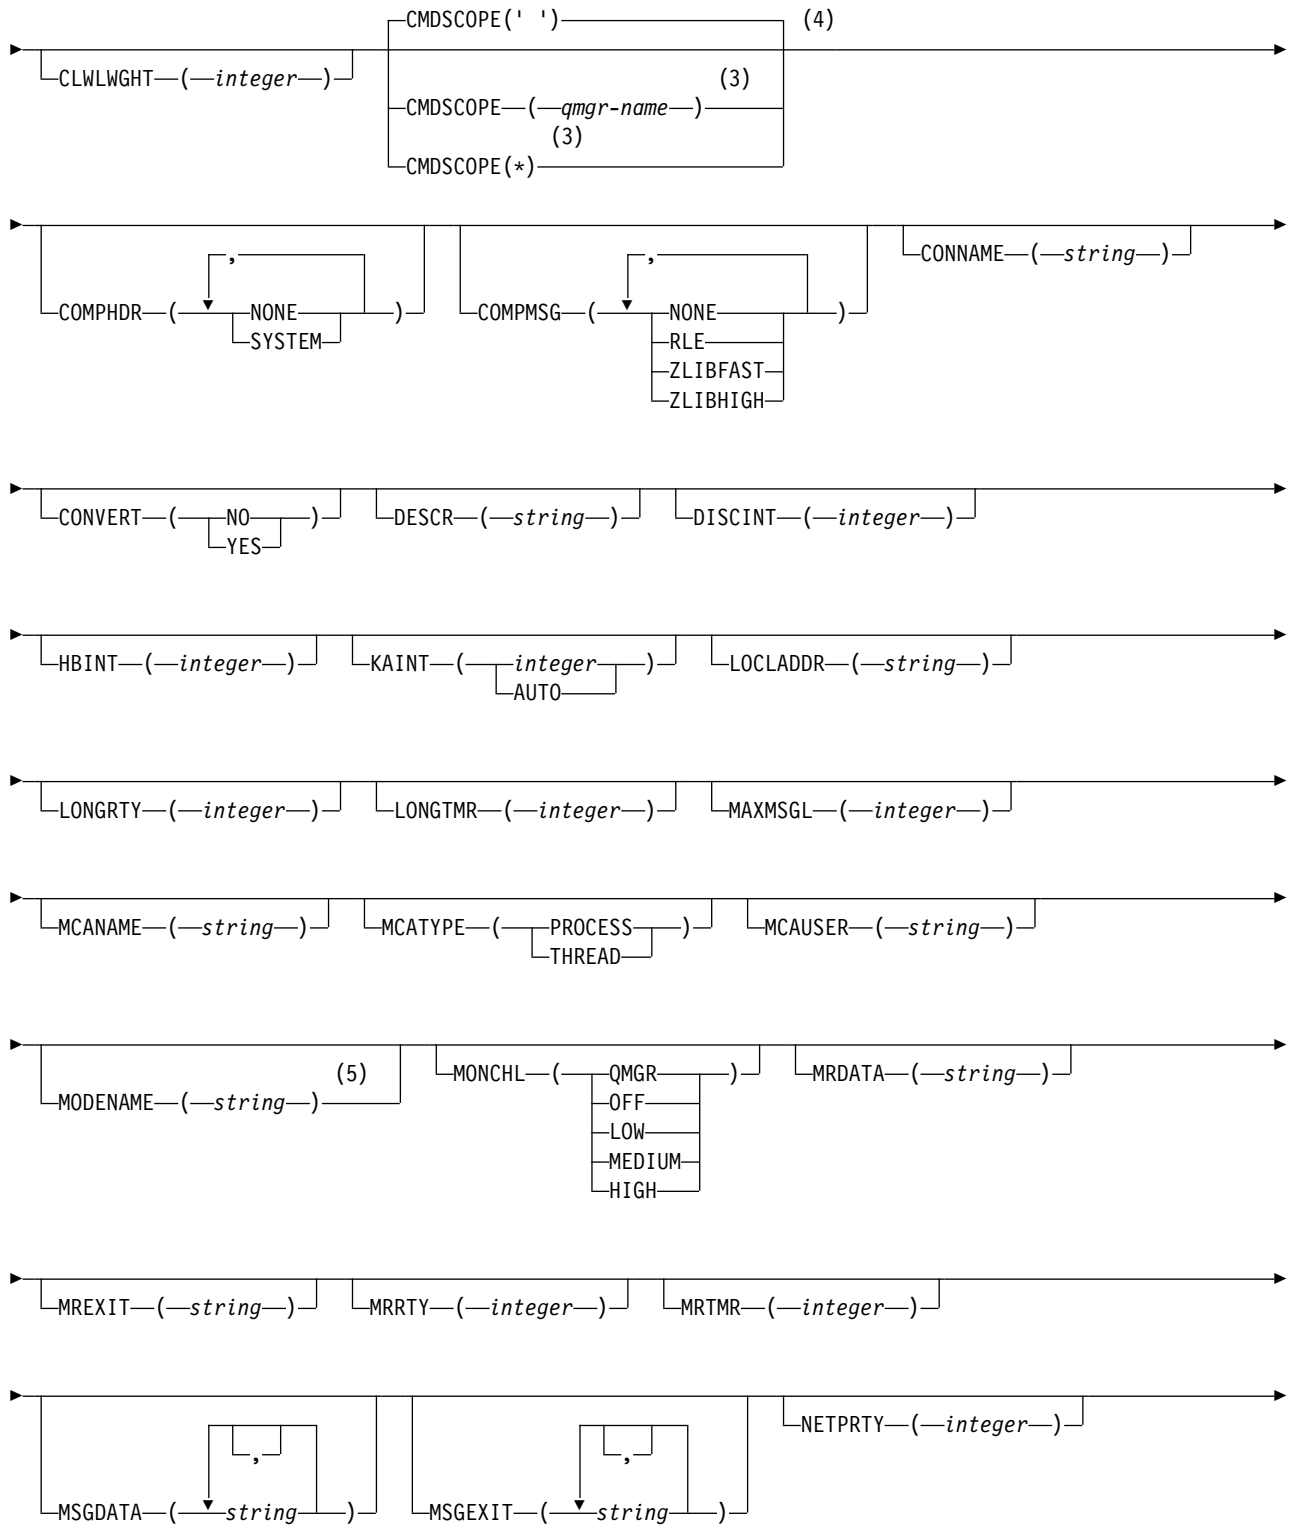 CMDSCOPE(' ') (4)
CLWLWGHT ( integer )
(3)
CMDSCOPE ( qmgr-name )
(3)
CMDSCOPE(*)
, ,
CONNAME ( string )
COMPHDR ( NONE ) COMPMSG ( NONE )
SYSTEM RLE
ZLIBFAST
ZLIBHIGH
CONVERT ( NO ) DESCR ( string ) DISCINT ( integer )
YES
HBINT ( integer ) KAINT ( integer ) LOCLADDR ( string )
AUTO
LONGRTY ( integer ) LONGTMR ( integer ) MAXMSGL ( integer )
MCANAME ( string ) MCATYPE ( PROCESS ) MCAUSER ( string )
THREAD
(5) MONCHL ( QMGR ) MRDATA ( string )
MODENAME ( string ) OFF
LOW
MEDIUM
HIGH
MREXIT ( string ) MRRTY ( integer ) MRTMR ( integer )
NETPRTY ( integer )
, ,
MSGDATA ( string ) MSGEXIT ( string )